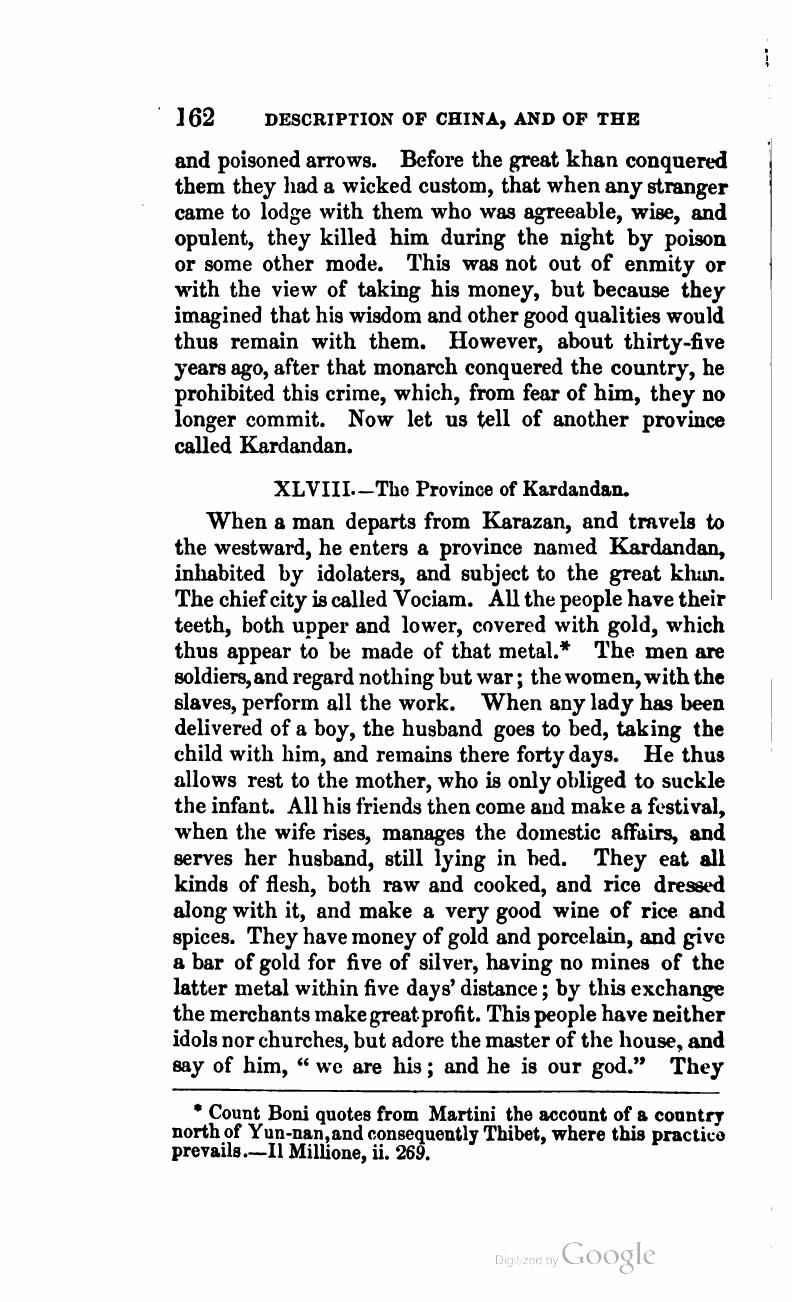 162 DESCRIPTION OF CHINA, AND OF THE
and poisoned arrows. Before the great khan conquered
them they had a wicked custom, that when any stranger
came to lodge with them who was agreeable, wise, and
opulent, they killed him during the night by poison
or some other mode. This was not out of enmity or
with the view of taking his money, but because they
imagined that his wisdom and other good qualities would
thus remain with them. However, about thirty-five
years ago, after that monarch conquered the country, he
prohibited this crime, which, from fear of him, they no
longer commit. Now let us tell of another province
called Kardandan.
XLVIII.—The Province of Kardandan.
When a man departs from Karazan, and travels to
the westward, he enters a province named Kardandan,
inhabited by idolaters, and subject to the great khan.
The chief city is called Vociam. All the people have their
teeth, both upper and lower, covered with gold, which
thus appear to be made of that metal.* The men are
soldiers, and regard nothing but war; the women, with the
slaves, perform all the work. When any lady has been
delivered of a boy, the husband goes to bed, taking the
child with him, and remains there forty days. He thus
allows rest to the mother, who is only obliged to suckle
the infant. All his friends then come and make a festival,
when the wife rises, manages the domestic affairs, and
serves her husband, still lying in bed. They eat all
kinds of flesh, both raw and cooked, and rice dressed
along with it, and make a very good wine of rice and
spices. They have money of gold and porcelain, and give
a bar of gold for five of silver, having no mines of the
latter metal within five days' distance; by this exchange
the merchants make great profit. This people have neither
idols nor churches, but adore the master of the house, and
say of him, "we are his; and he is our god." They
* Count Boni quotes from Martini the account of a country
north of Yun-nan, and consequently Thibet, where this practice
prevails.—Il Millione, ii. 269.
Digitized by Google